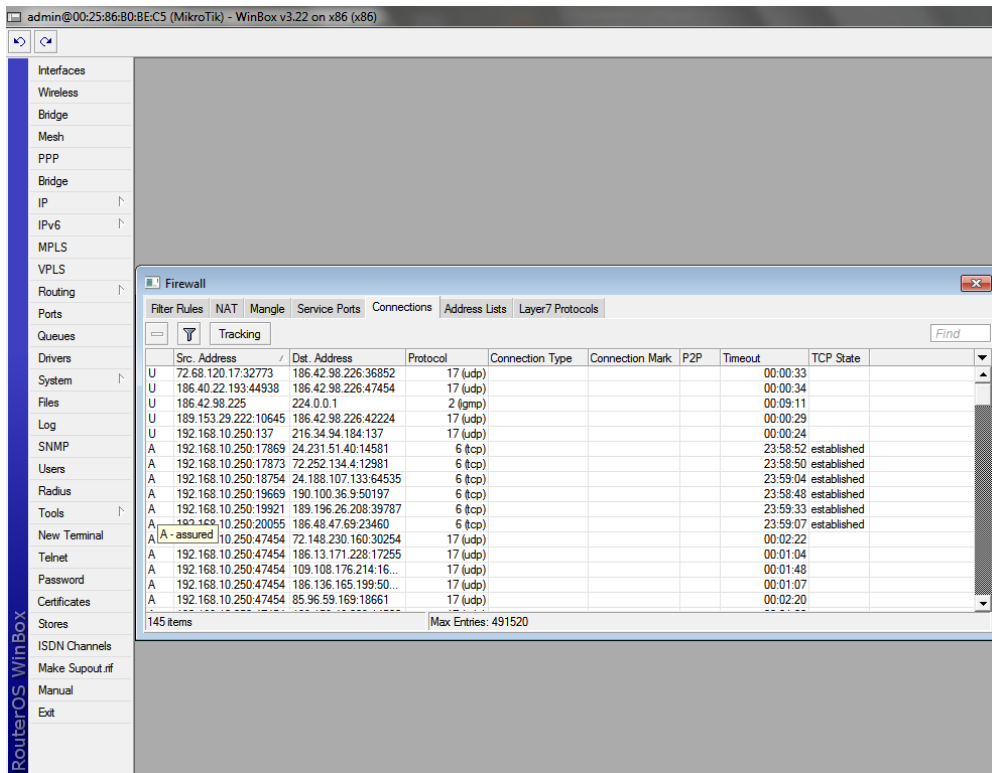 admin@00:25:86:B0:BE:C5 (MikroTik) - WinBox v3.22 on x86 (x86)
Interfaces
Wireless
Bridge
Mesh
PPP
Bridge
IP
IPv6
MPLS
VPLS
Routing
Ports
Queues
Drivers
System
Files
Log
SNMP
Users
Radius
Tools
New Terminal
Telnet
Password
Certificates
Stores
ISDN Channels
Make Supout.rif
Manual
Exit
RouterOS WinBox
Firewall
Filter Rules NAT Mangle Service Ports Connections Address Lists Layer7 Protocols
Tracking Find
Src. Address Dst. Address Protocol Connection Type Connection Mark P2P Timeout TCP State
U 72.68.120.17:32773 186.42.98.226:36852 17 (udp) 00:00:33
U 186.40.22.193:44938 186.42.98.226:47454 17 (udp) 00:00:34
U 186.42.98.225 224.0.0.1 2 (igmp) 00:09:11
U 189.153.29.222:10645 186.42.98.226:42224 17 (udp) 00:00:29
U 192.168.10.250:137 216.34.94.184:137 17 (udp) 00:00:24
A 192.168.10.250:17869 24.231.51.40:14581 6 (tcp) 23:58:52 established
A 192.168.10.250:17873 72.252.134.4:12981 6 (tcp) 23:58:50 established
A 192.168.10.250:18754 24.188.107.133:64535 6 (tcp) 23:59:04 established
A 192.168.10.250:19669 190.100.36.9:50197 6 (tcp) 23:58:48 established
A 192.168.10.250:19921 189.196.26.208:39787 6 (tcp) 23:59:33 established
A 192.168.10.250:20055 186.48.47.69:23460 6 (tcp) 23:59:07 established
A - assured
A 10.250:47454 72.148.230.160:30254 17 (udp) 00:02:22
A 192.168.10.250:47454 186.13.171.228:17255 17 (udp) 00:01:04
A 192.168.10.250:47454 109.108.176.214:16... 17 (udp) 00:01:48
A 192.168.10.250:47454 186.136.165.199:50... 17 (udp) 00:01:07
A 192.168.10.250:47454 85.96.59.169:18661 17 (udp) 00:02:20
145 items Max Entries: 491520